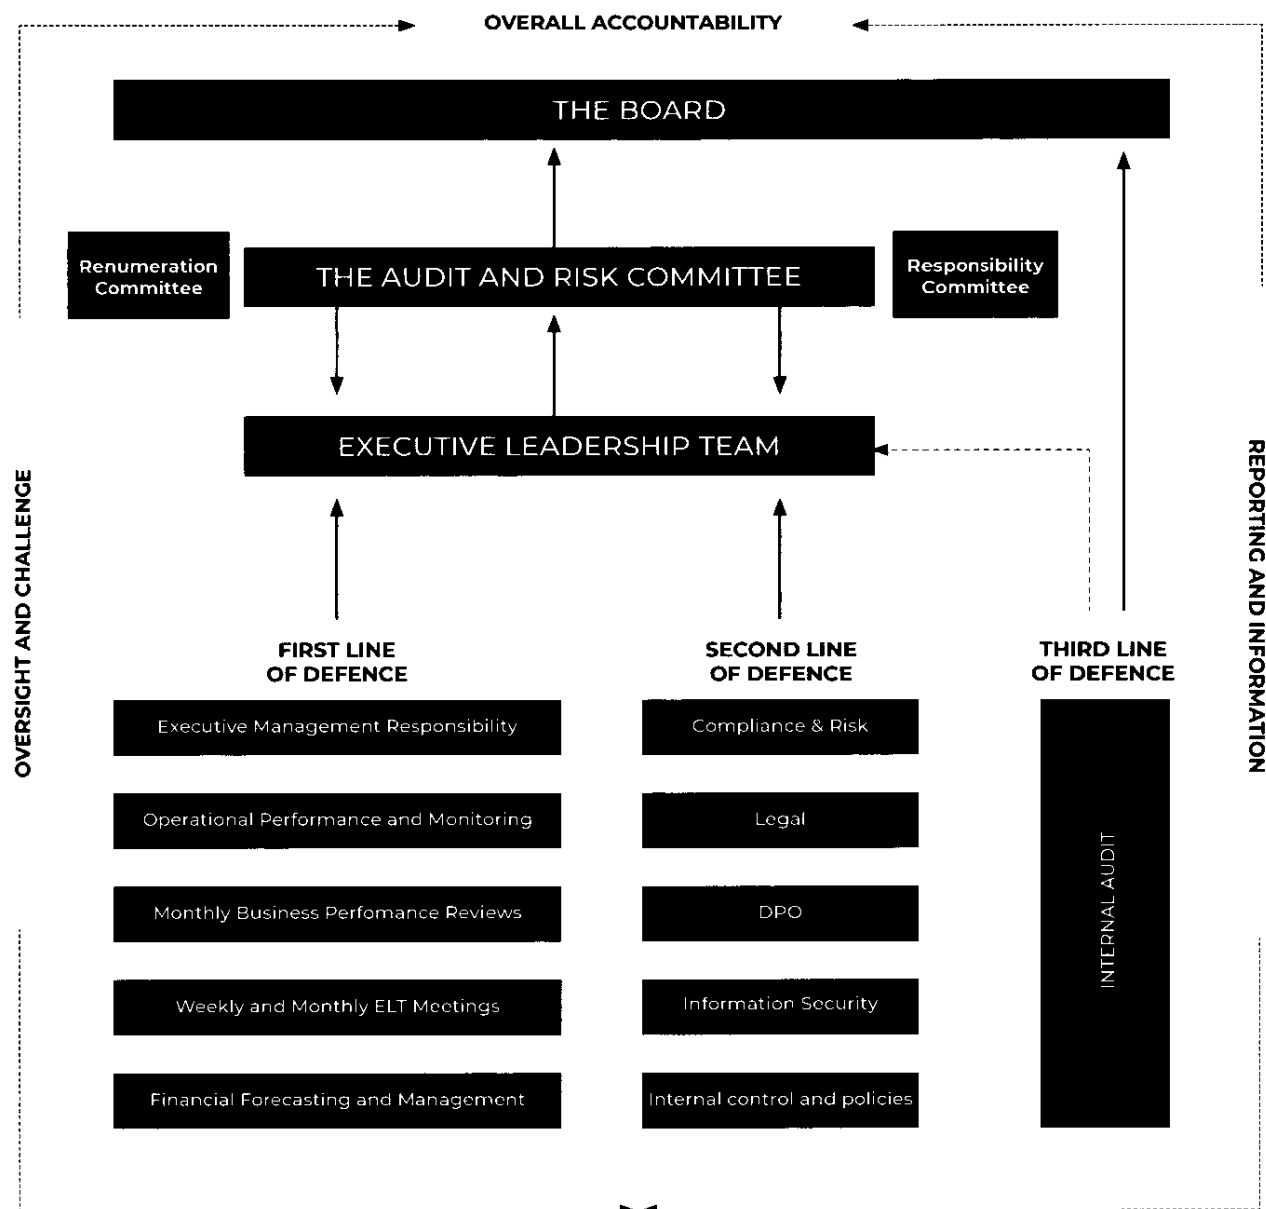 OVERALL ACCOUNTABILITY
THE BOARD
Renumeration
Committee
THE AUDIT AND RISK COMMITTEE
Responsibility
Committee
EXECUTIVE LEADERSHIP TEAM
OVERSIGHT AND CHALLENGE
REPORTING AND INFORMATION
FIRST LINE
OF DEFENCE
Executive Management Responsibility
Operational Performance and Monitoring
Monthly Business Perfomance Reviews
Weekly and Monthly ELT Meetings
Financial Forecasting and Management
SECOND LINE
OF DEFENCE
Compliance & Risk
Legal
DPO
Information Security
Internal control and policies
THIRD LINE
OF DEFENCE
INTERNAL AUDIT